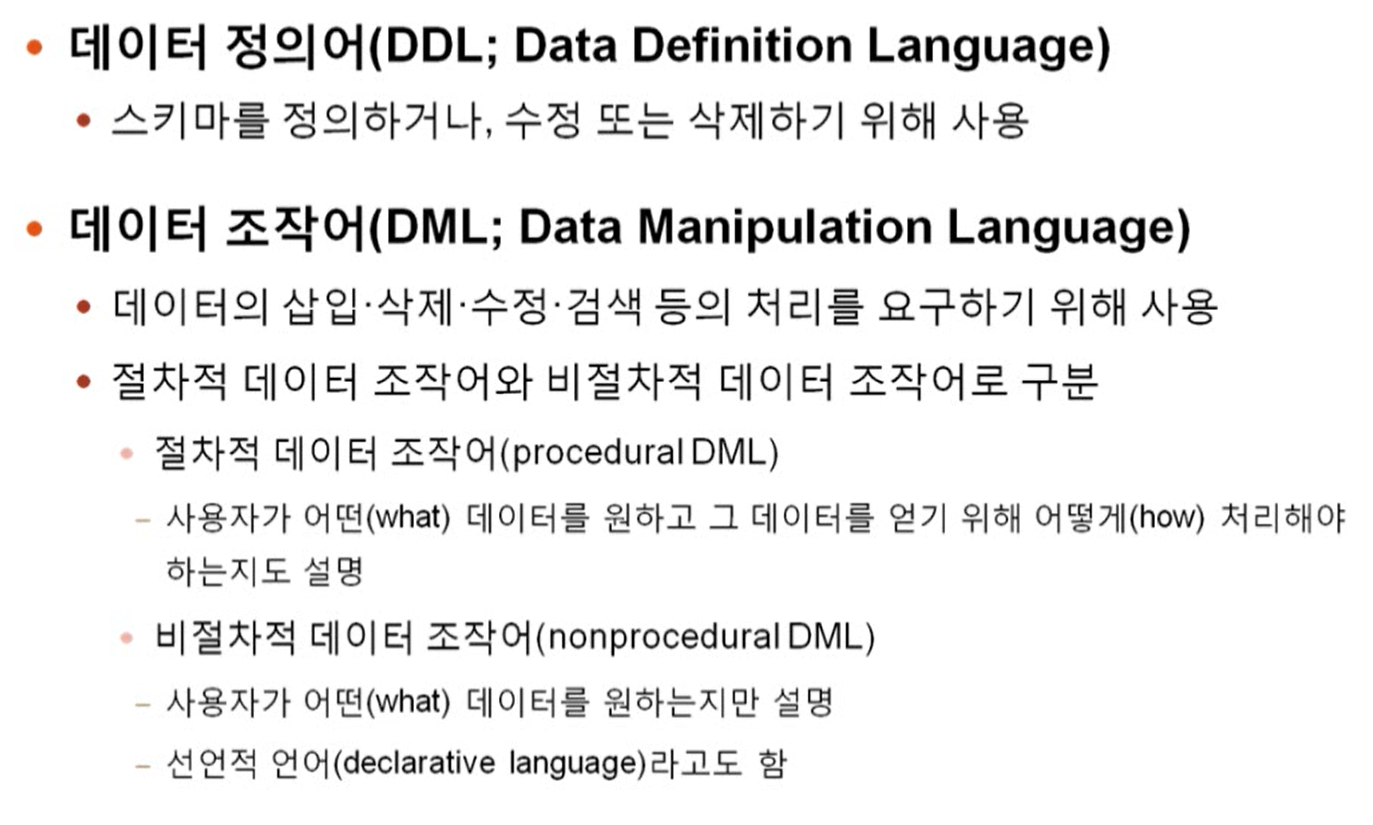 • 데이터 정의어(DDL; Data Definition Language)
• 스키마를 정의하거나, 수정 또는 삭제하기 위해 사용
• 데이터 조작어(DML; Data Manipulation Language)
• 데이터의 삽입·삭제·수정·검색 등의 처리를 요구하기 위해 사용
• 절차적 데이터 조작어와 비절차적 데이터 조작어로 구분
• 절차적 데이터 조작어(procedural DML)
– 사용자가 어떤(what) 데이터를 원하고 그 데이터를 얻기 위해 어떻게(how) 처리해야
하는지도 설명
• 비절차적 데이터 조작어(nonprocedural DML)
– 사용자가 어떤(what) 데이터를 원하는지만 설명
– 선언적 언어(declarative language)라고도 함